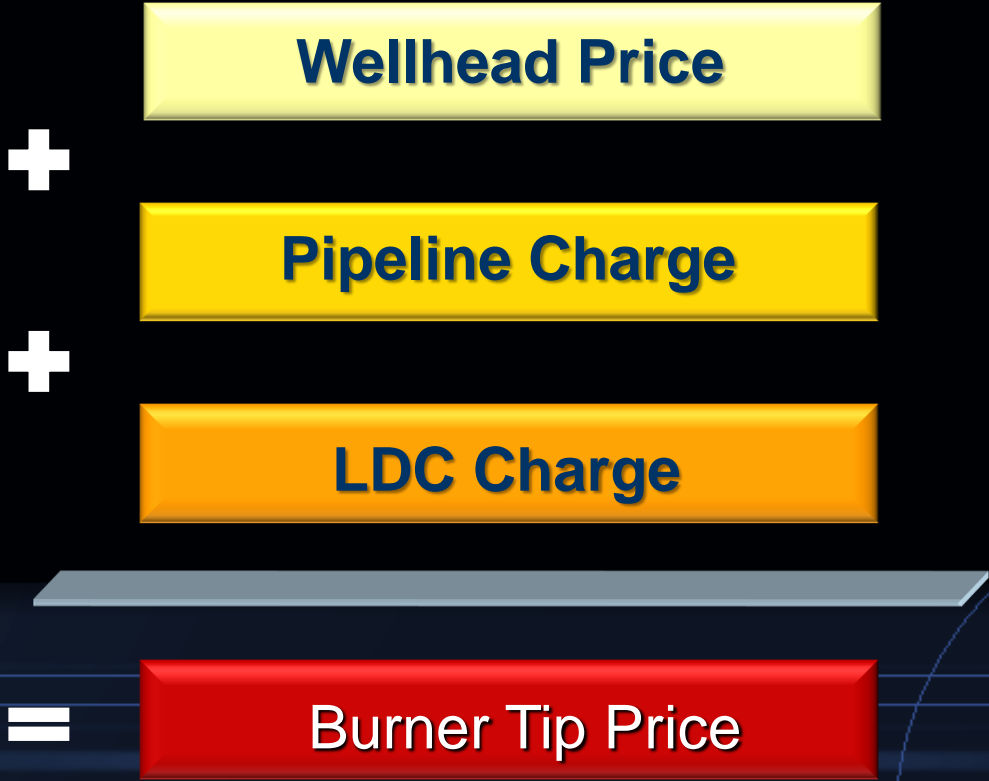 Wellhead Price
+
Pipeline Charge
+
LDC Charge
=
Burner Tip Price